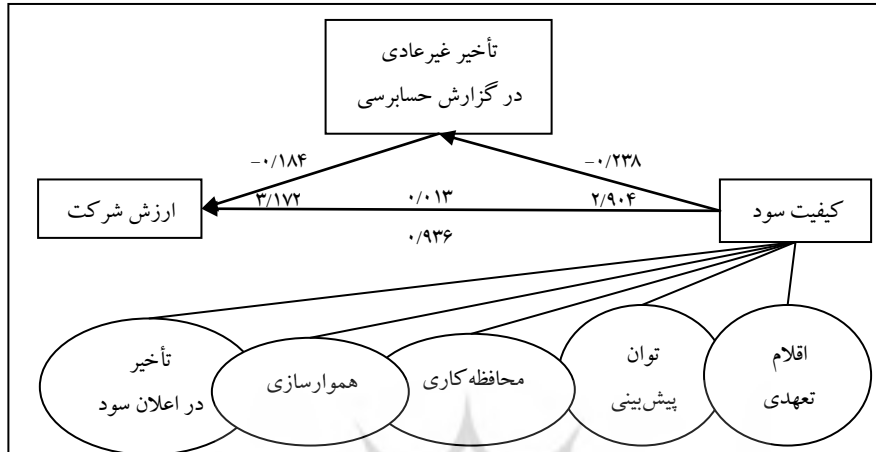 تأخیر غیرعادی
در گزارش حسابرسی
−۰/۲۳۸
−۰/۱۸۴
کیفیت سود
۲/۹۰۴
۰/۰۱۳
۳/۱۷۲
ارزش شرکت
۰/۹۳۶
اقلام
تعهدی
توان
پیش‌بینی
محافظه‌کاری
هموارسازی
تأخیر
در اعلان سود